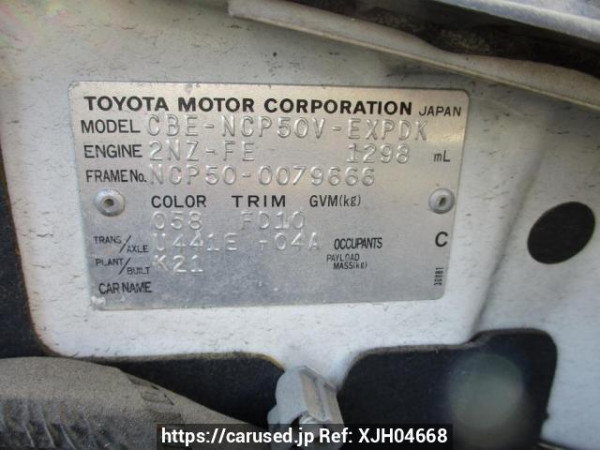 TOYOTA MOTOR CORPORATION JAPAN
MODEL CBE-NCP50V-EXPDK
ENGINE 2NZ-FE 1298 mL
FRAME No. NCP50-0079666
COLOR TRIM GVM(kg)
058 FD10
TRANS/AXLE U441E -04A OCCUPANTS C
PLANT/BUILT K21 PAYLOAD MASS(kg)
CAR NAME
https://carused.jp Ref: XJH04668